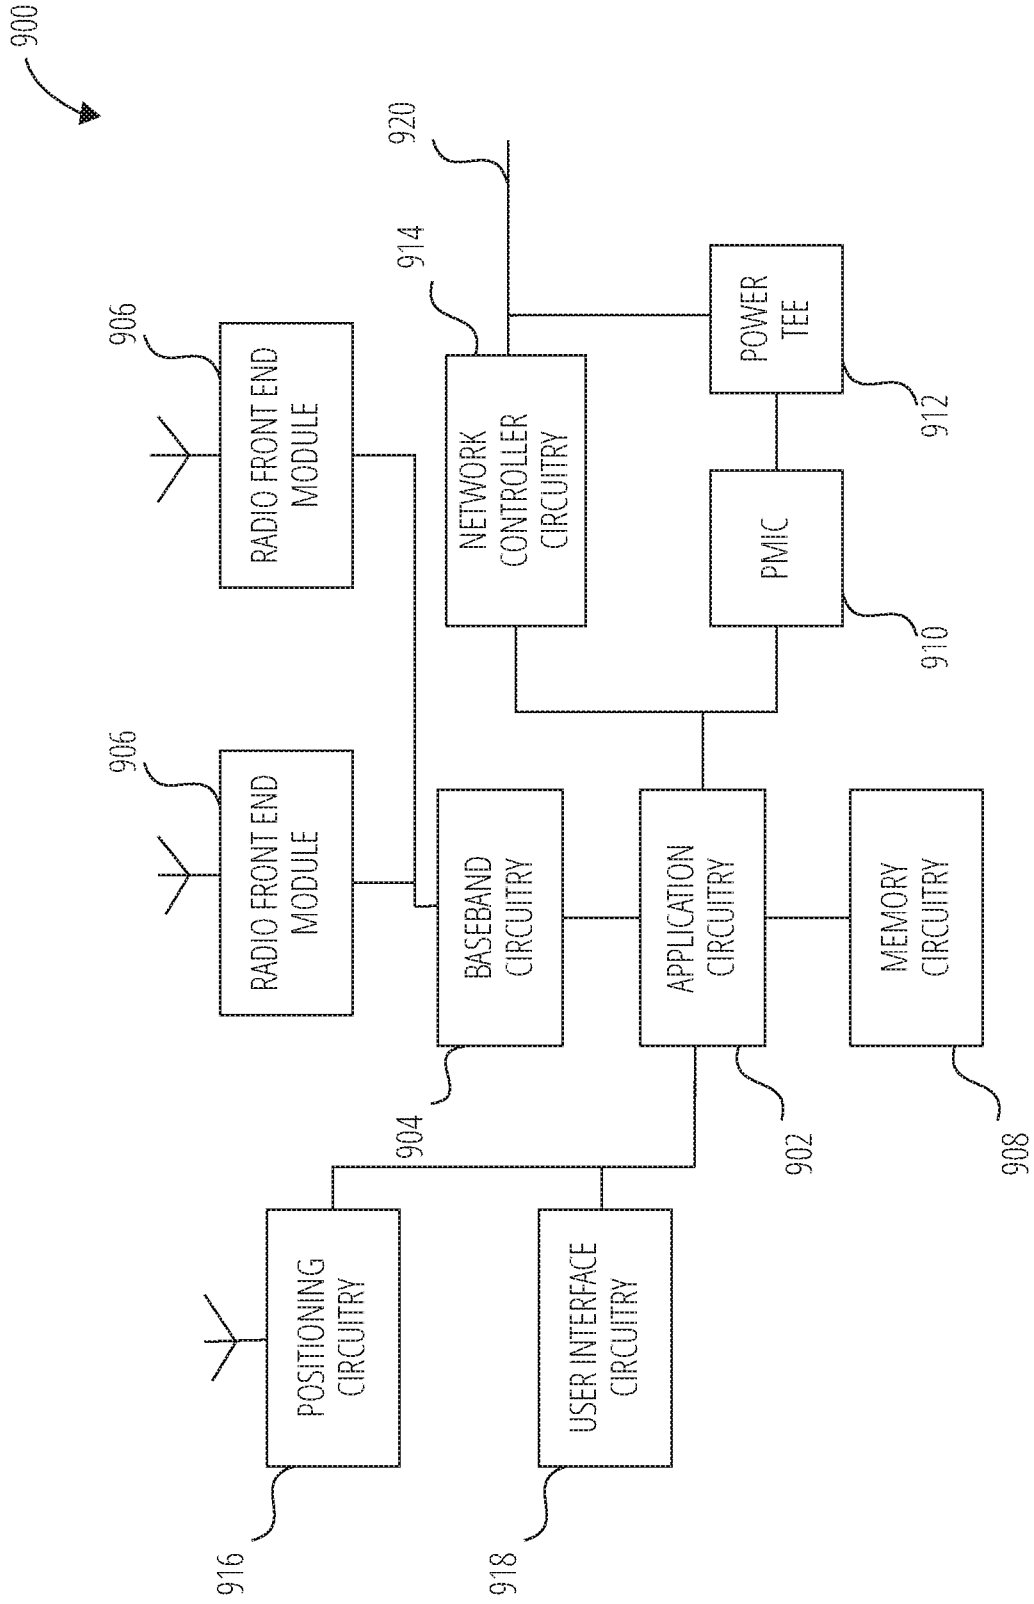 900
906
RADIO FRONT END
MODULE
906
RADIO FRONT END
MODULE
916
POSITIONING
CIRCUITRY
904
BASEBAND
CIRCUITRY
914
NETWORK
CONTROLLER
CIRCUITRY
920
918
USER INTERFACE
CIRCUITRY
902
APPLICATION
CIRCUITRY
910
PMIC
912
POWER
TEE
908
MEMORY
CIRCUITRY